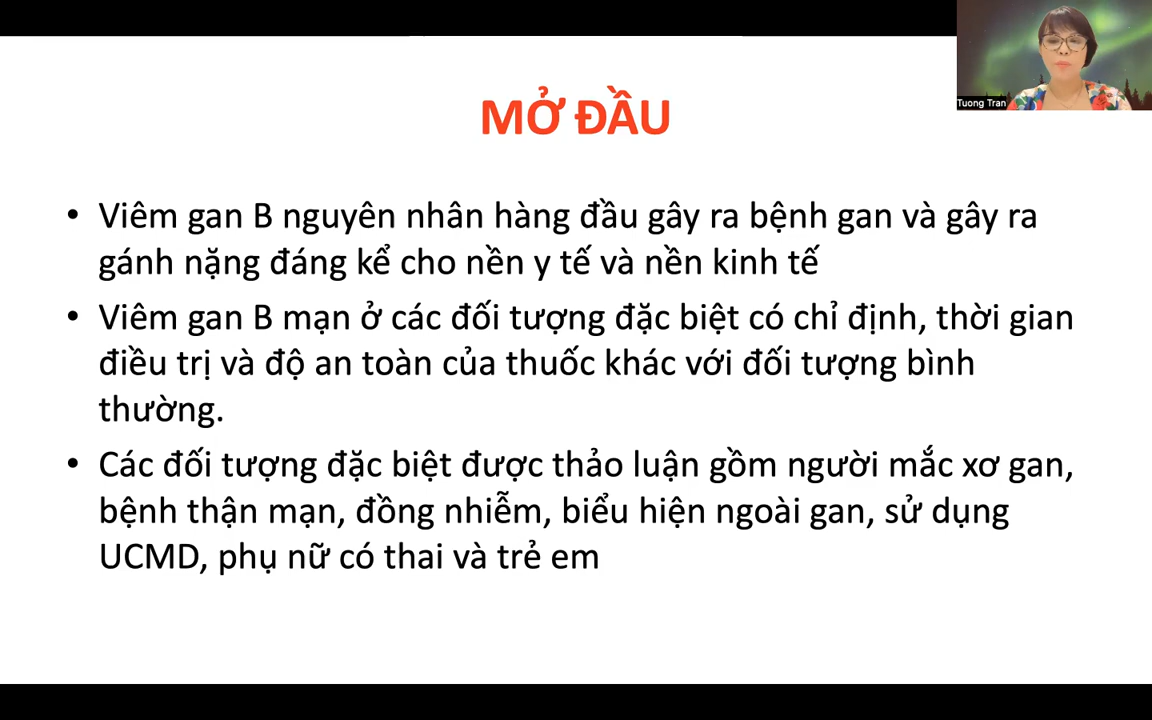 Tuong Tran
MỞ ĐẦU
• Viêm gan B nguyên nhân hàng đầu gây ra bệnh gan và gây ra
gánh nặng đáng kể cho nền y tế và nền kinh tế
• Viêm gan B mạn ở các đối tượng đặc biệt có chỉ định, thời gian
điều trị và độ an toàn của thuốc khác với đối tượng bình
thường.
• Các đối tượng đặc biệt được thảo luận gồm người mắc xơ gan,
bệnh thận mạn, đồng nhiễm, biểu hiện ngoài gan, sử dụng
UCMD, phụ nữ có thai và trẻ em